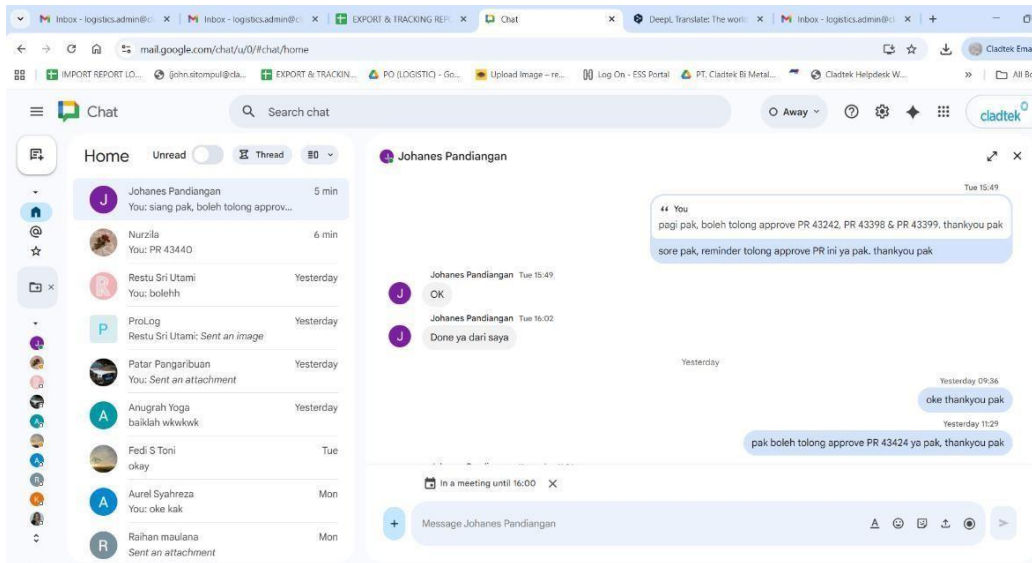 Inbox - logistics.admin@c
Inbox - logistics.admin@
EXPORT & TRACKING REP
Chat
DeepL Translate: The worl
Inbox - logistics.admin@c
mail.google.com/chat/u/0/#chat/home
Cladtek Ema
IMPORT REPORT LO...
(john.sitompul@cla...
EXPORT & TRACKIN...
PO (LOGISTIC) - Go...
Upload Image – re...
Log On - ESS Portal
PT. Cladtek Bi Metal...
Cladtek Helpdesk W...
All Bo
Chat
Search chat
Away
cladtek
Home
Unread
Thread
Johanes Pandiangan
5 min
You: siang pak, boleh tolong approv...
Nurzila
6 min
You: PR 43440
Restu Sri Utami
Yesterday
You: bolehh
ProLog
Yesterday
Restu Sri Utami: Sent an image
Patar Pangaribuan
Yesterday
You: Sent an attachment
Anugrah Yoga
Yesterday
baiklah wkwkwk
Fedi S Toni
Tue
okay
Aurel Syahreza
Mon
You: oke kak
Raihan maulana
Mon
Sent an attachment
Johanes Pandiangan
Tue 15:49
You
pagi pak, boleh tolong approve PR 43242, PR 43398 & PR 43399. thankyou pak
sore pak, reminder tolong approve PR ini ya pak. thankyou pak
Johanes Pandiangan Tue 15:49
J
OK
Johanes Pandiangan Tue 16:02
J
Done ya dari saya
Yesterday
Yesterday 09:36
oke thankyou pak
Yesterday 11:29
pak boleh tolong approve PR 43424 ya pak, thankyou pak
In a meeting until 16:00
Message Johanes Pandiangan